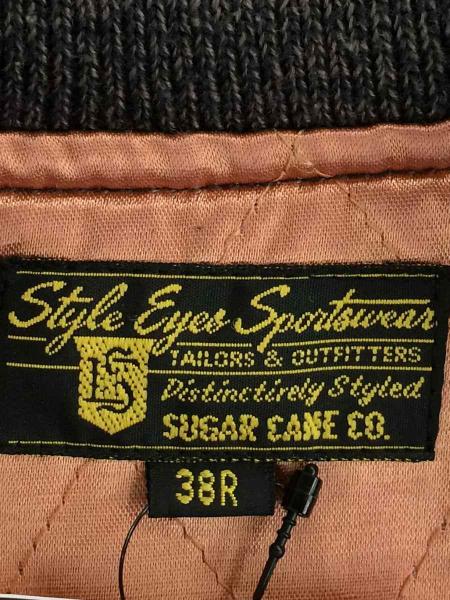 Style Eyes Sportswear
TAILORS & OUTFITTERS
Distinctively Styled
SUGAR CANE CO.
38R